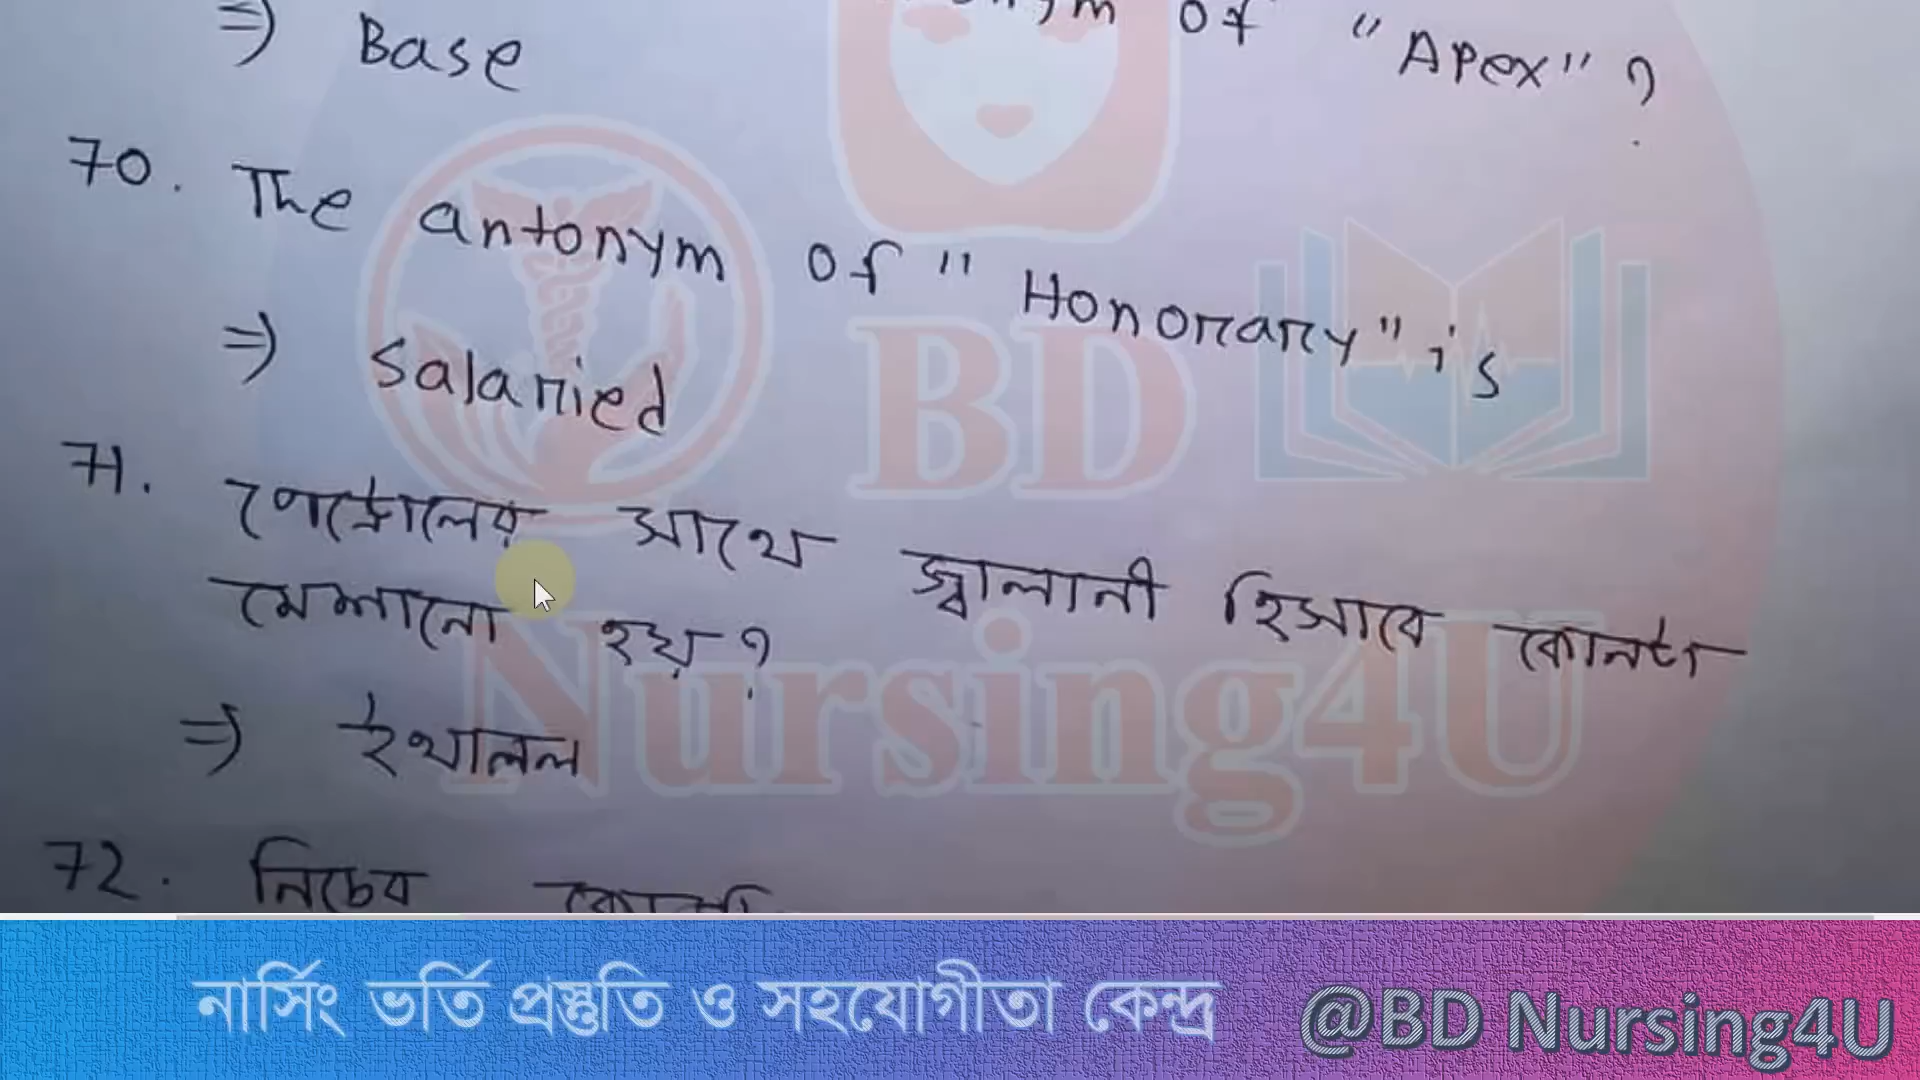 of "Apex" ?
=> Base
70. The antonym of "Honorary" is
=> Salaried
71. পেট্রোলের সাথে জ্বালানী হিসাবে কোনটা
মেশানো হয়?
=> ইথানল
72. নিচের
BD
Nursing4U
নার্সিং ভর্তি প্রস্তুতি ও সহযোগীতা কেন্দ্র
@BD Nursing4U